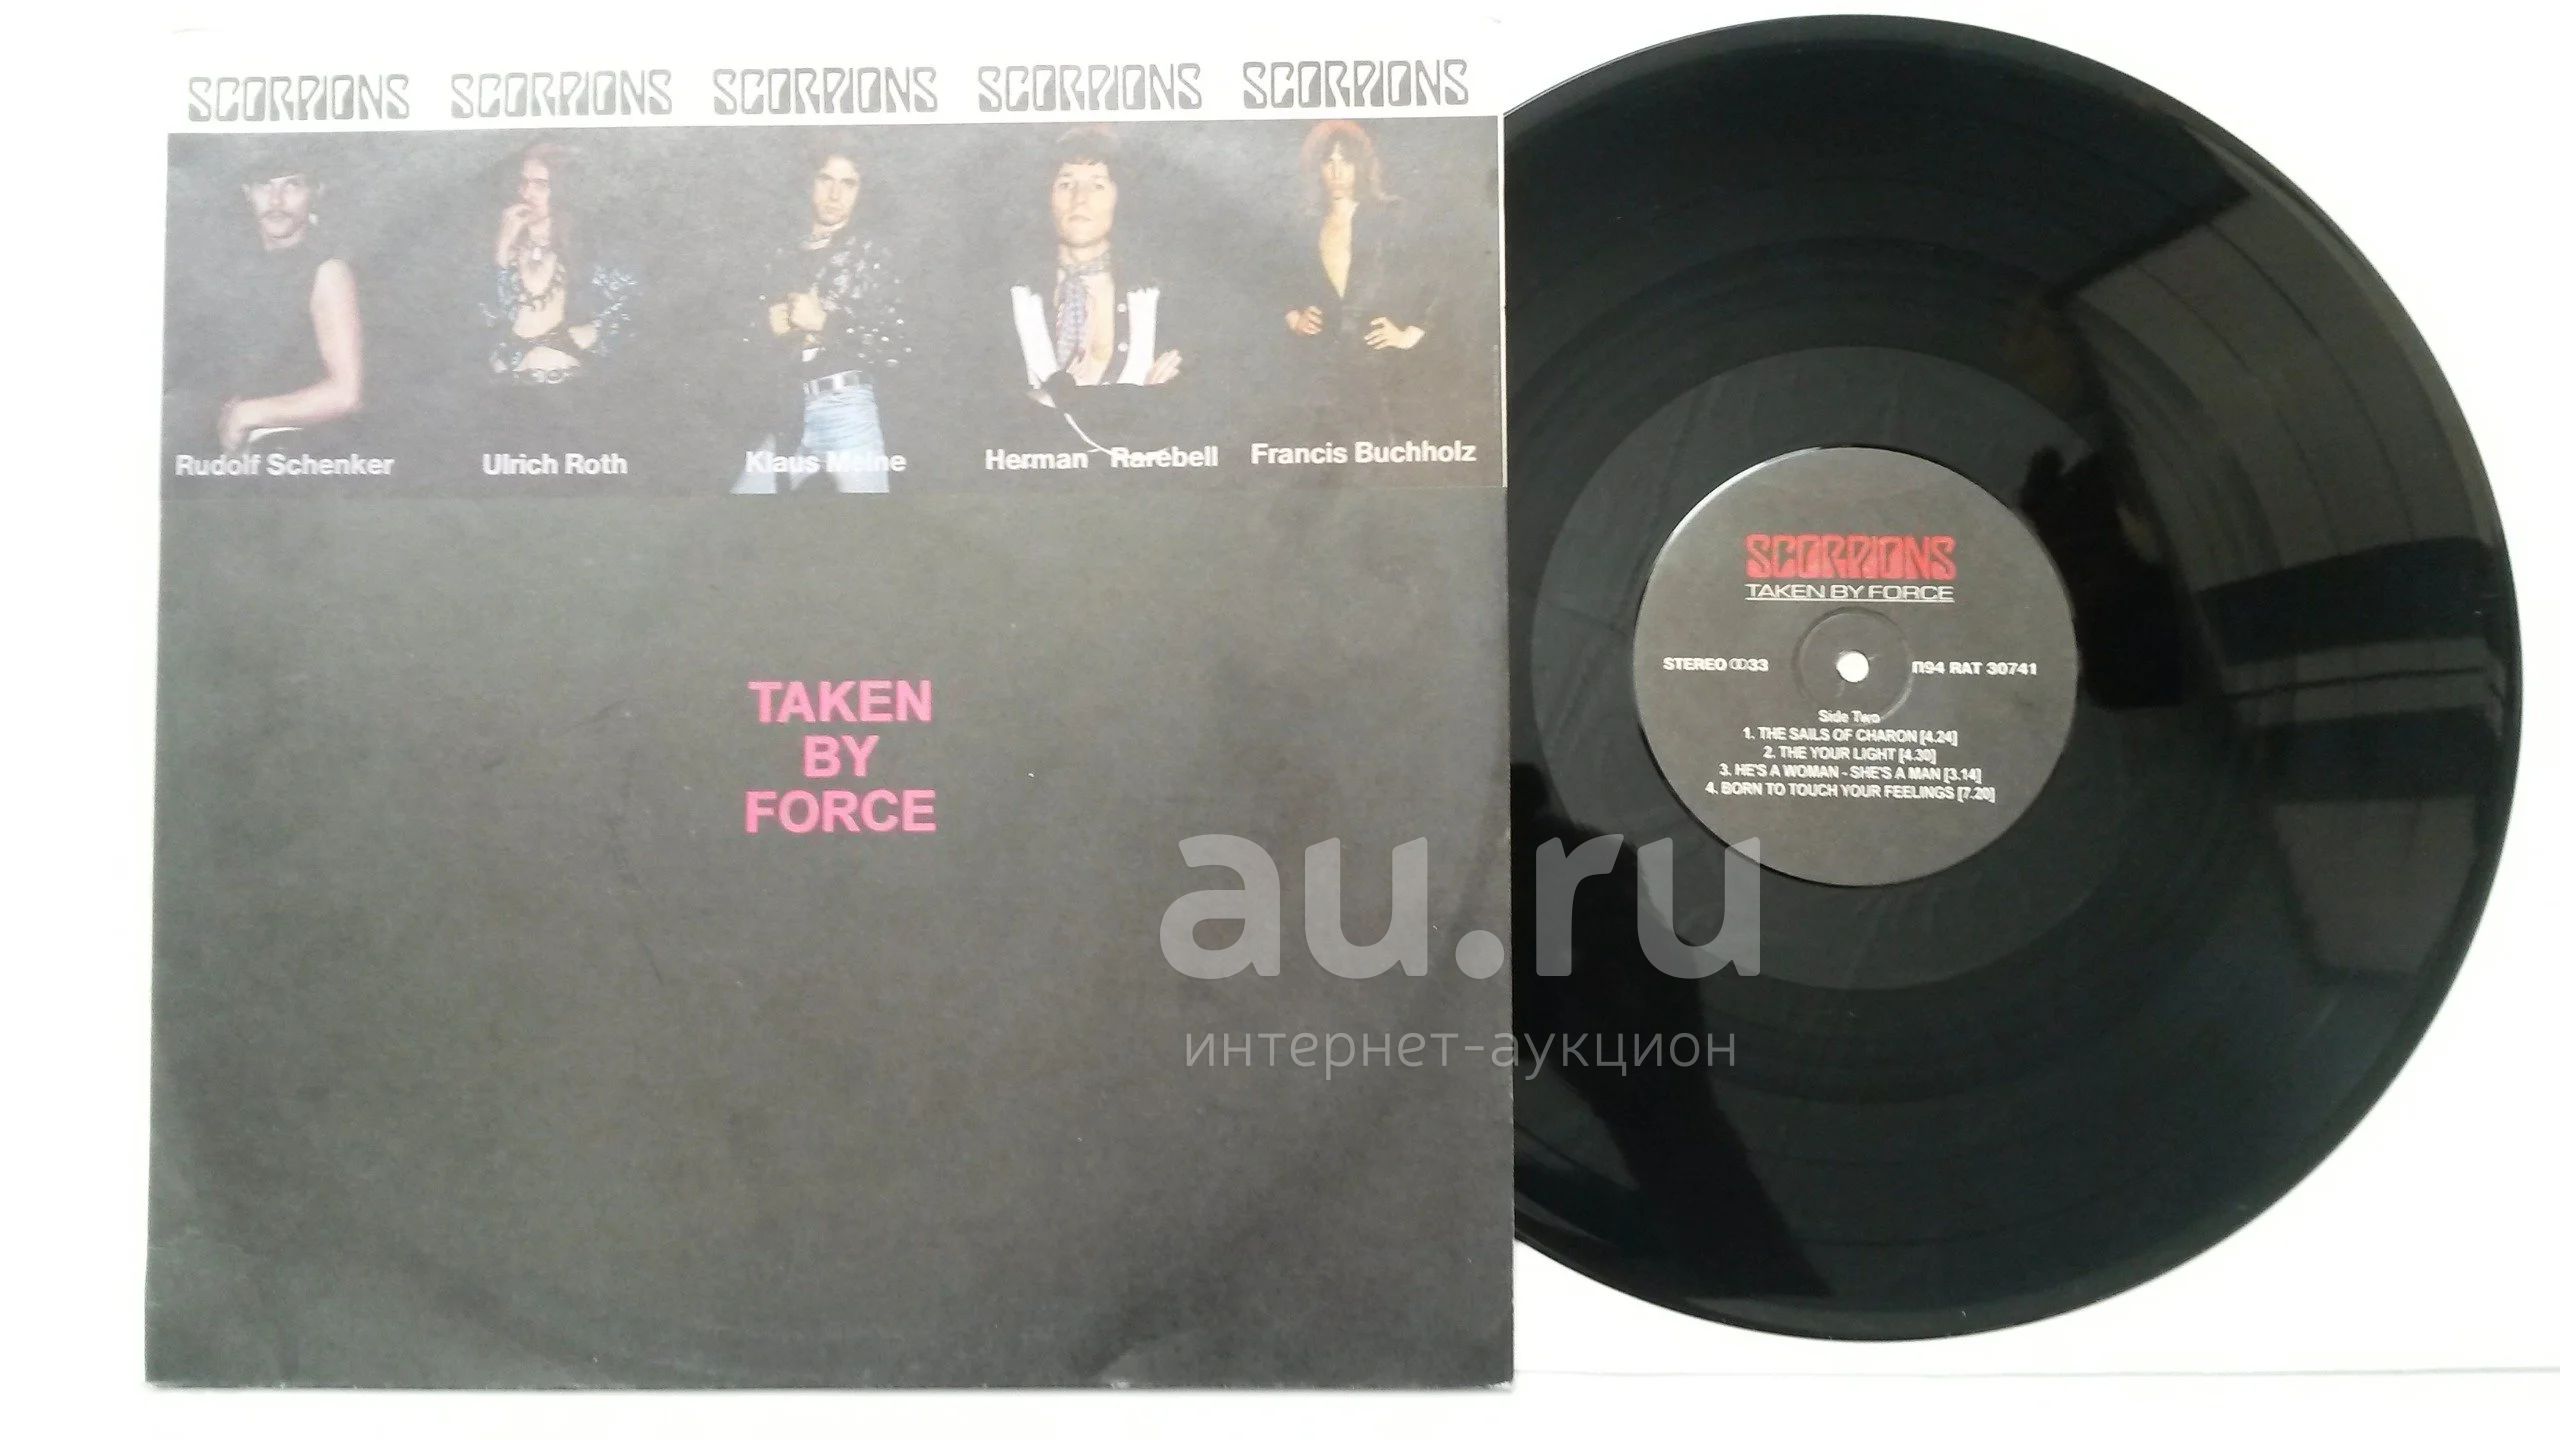 SCORPIONS SCORPIONS SCORPIONS SCORPIONS SCORPIONS
Rudolf Schenker Ulrich Roth Klaus Meine Herman Rarebell Francis Buchholz
TAKEN
BY
FORCE
SCORPIONS
TAKEN BY FORCE
STEREO 33 П94 RAT 30741
Side Two
1. THE SAILS OF CHARON [4.24]
2. THE YOUR LIGHT [4.30]
3. HE'S A WOMAN - SHE'S A MAN [3.14]
4. BORN TO TOUCH YOUR FEELINGS [7.20]
au.ru
интернет-аукцион